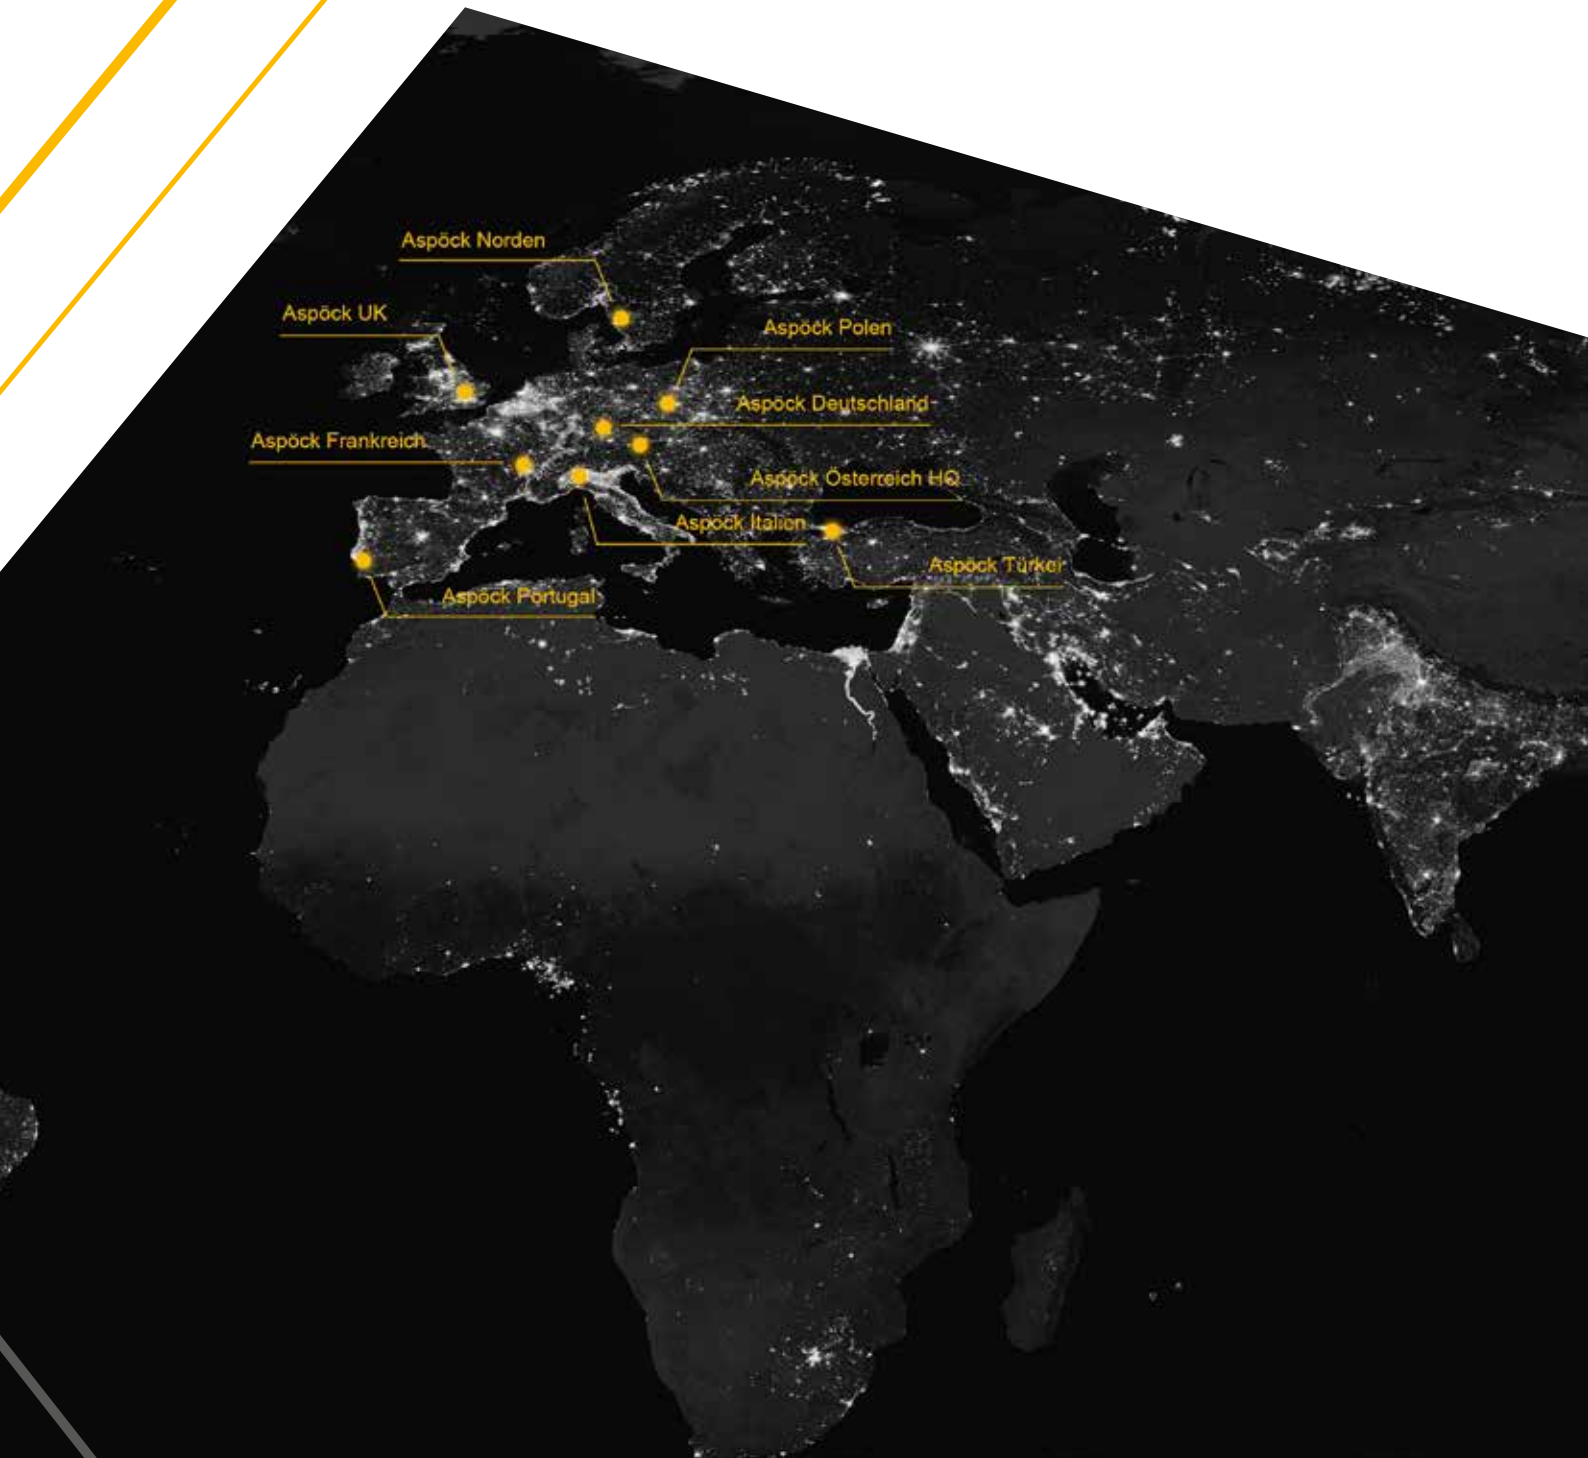 Aspöck Norden
Aspöck UK
Aspöck Polen
Aspöck Deutschland
Aspöck Frankreich
Aspöck Österreich HQ
Aspöck Italien
Aspöck Türkei
Aspöck Portugal